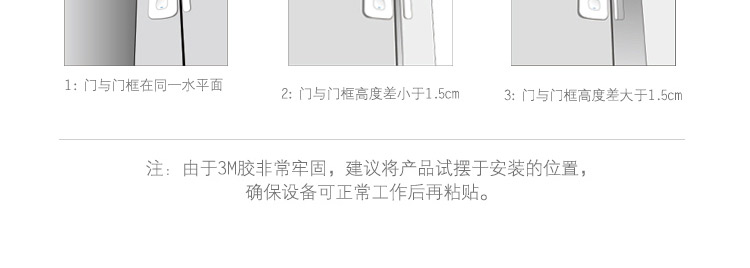 1: 门与门框在同一水平面
2: 门与门框高度差小于1.5cm
3: 门与门框高度差大于1.5cm
注: 由于3M胶非常牢固，建议将产品试摆于安装的位置，
确保设备可正常工作后再粘贴。